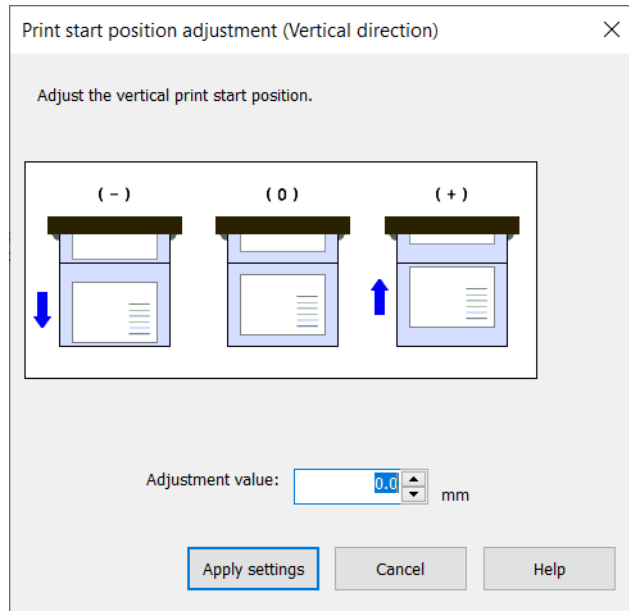 Print start position adjustment (Vertical direction)
Adjust the vertical print start position.
( - ) ( 0 ) ( + )
Adjustment value: 0.0 mm
Apply settings Cancel Help